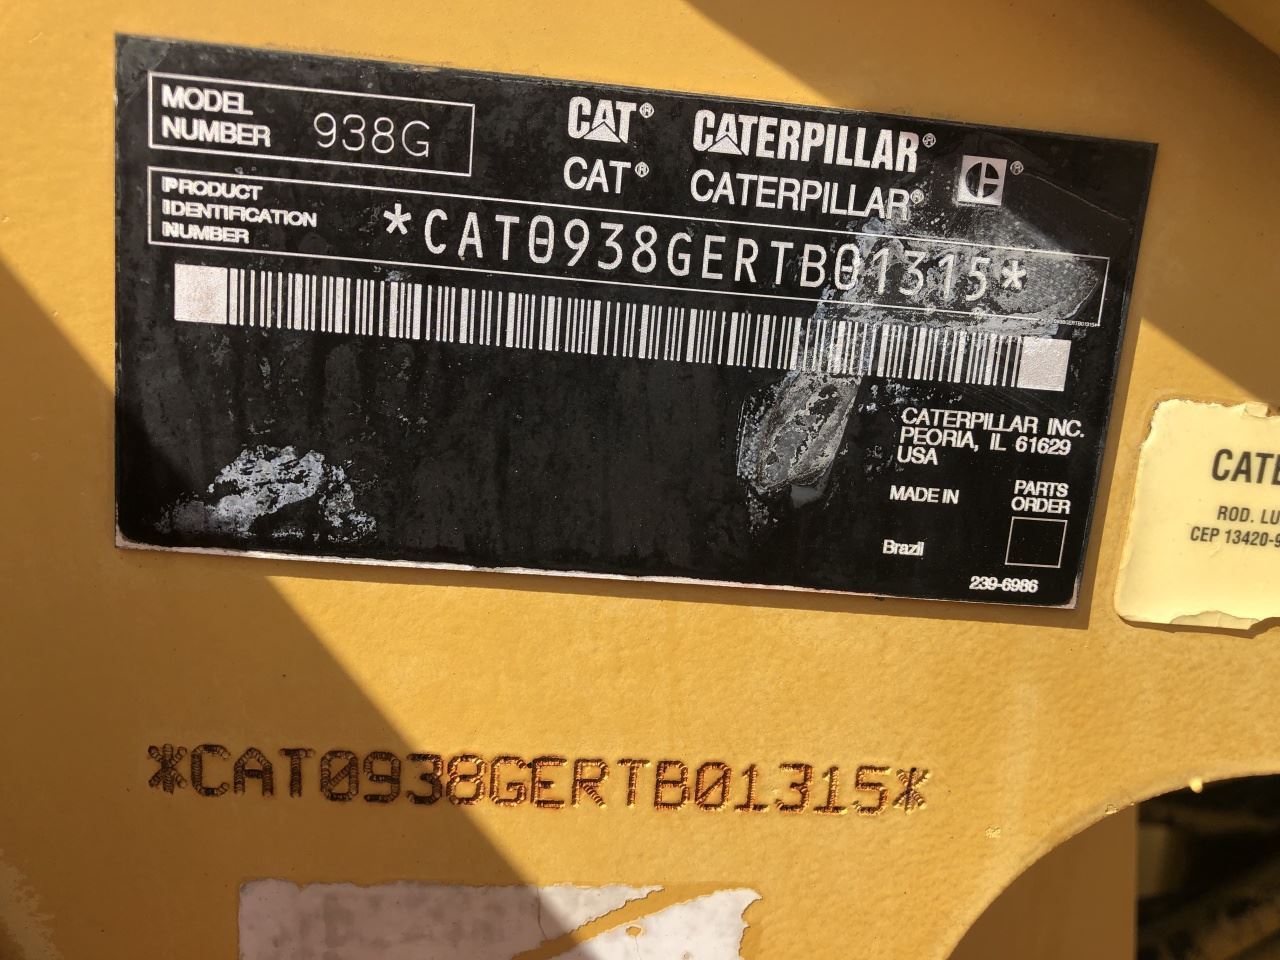 MODEL
NUMBER 938G
CAT® CATERPILLAR® ®
CAT® CATERPILLAR®
PRODUCT
IDENTIFICATION
NUMBER
*CAT0938GERTB01315*
CATERPILLAR INC.
PEORIA, IL 61629
USA
MADE IN
Brazil
PARTS
ORDER
239-6986
CATE
ROD. LU
CEP 13420-9
*CAT0938GERTB01315*